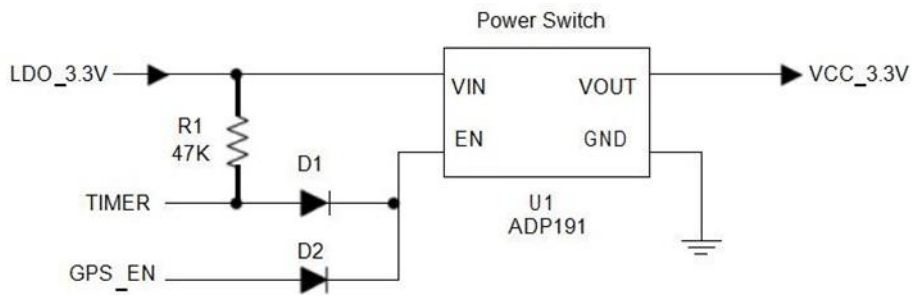 Power Switch
LDO_3.3V
VIN
VOUT
VCC_3.3V
EN
GND
R1
47K
D1
TIMER
U1
ADP191
D2
GPS_EN